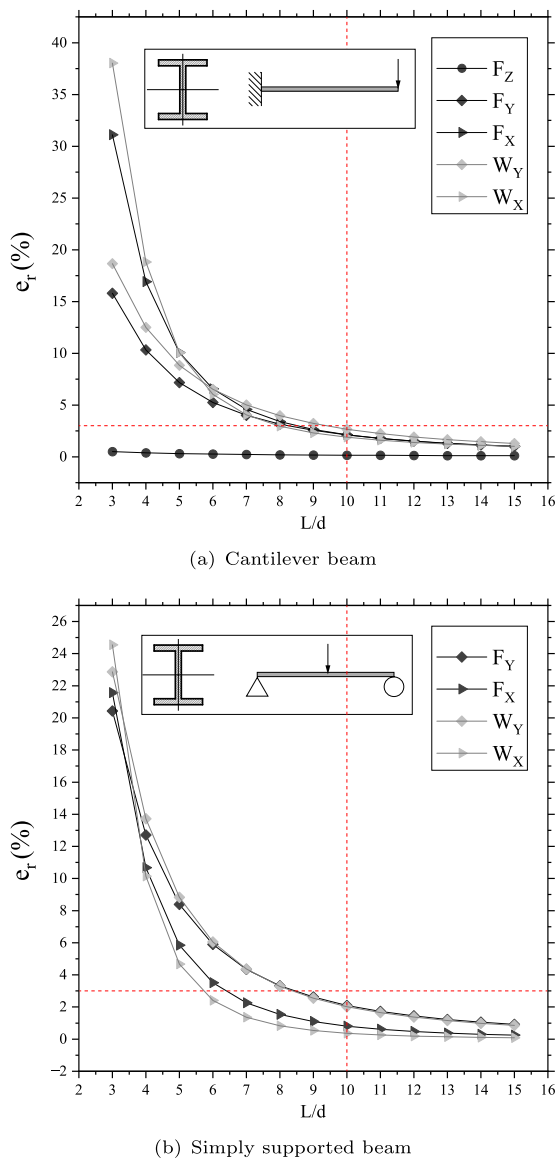 40
35
30
25
20
15
10
5
0
e_r (%)
3 4 5 6 7 8 9 10 11 12 13 14 15 16
L/d
F_Z
F_Y
F_X
W_Y
W_X
(a) Cantilever beam
26
24
22
20
18
16
14
12
10
8
6
4
2
0
−2
e_r (%)
2 3 4 5 6 7 8 9 10 11 12 13 14 15 16
L/d
F_Y
F_X
W_Y
W_X
(b) Simply supported beam